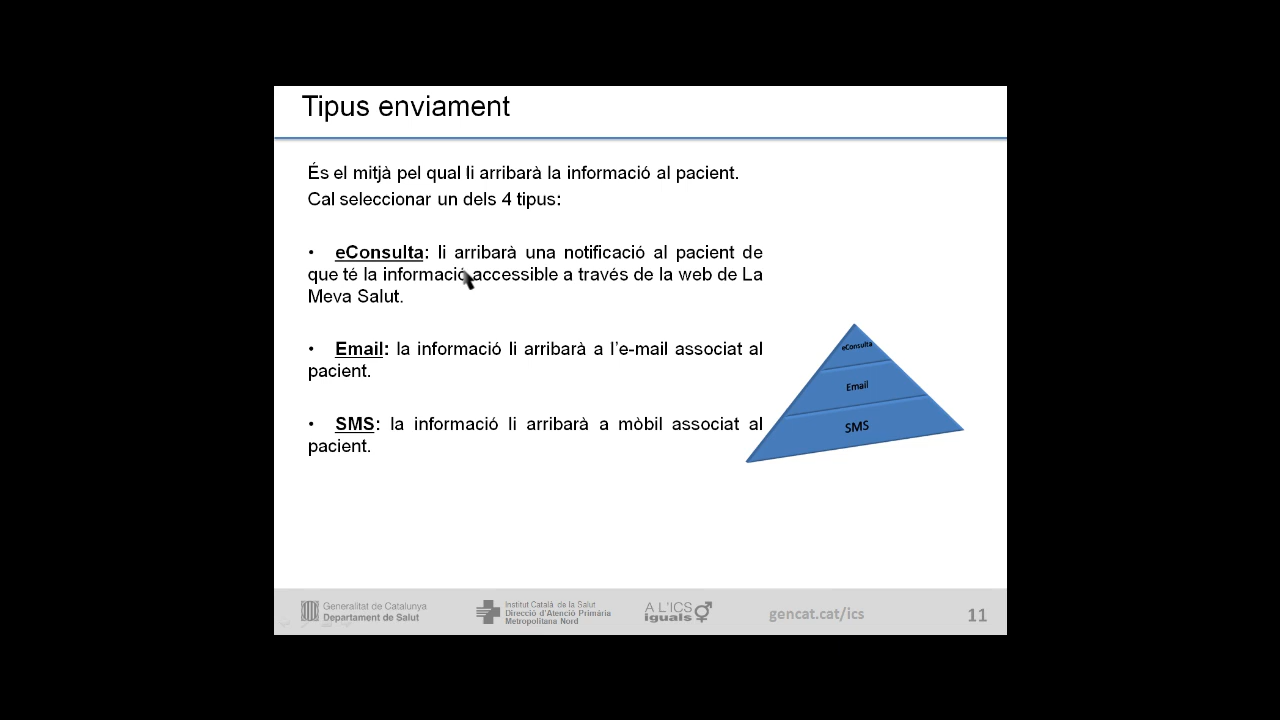 Tipus enviament
És el mitjà pel qual li arribarà la informació al pacient.
Cal seleccionar un dels 4 tipus:
• eConsulta: li arribarà una notificació al pacient de
que té la informació accessible a través de la web de La
Meva Salut.
• Email: la informació li arribarà a l'e-mail associat al
pacient.
• SMS: la informació li arribarà a mòbil associat al
pacient.
eConsulta
Email
SMS
Generalitat de Catalunya
Departament de Salut
Institut Català de la Salut
Direcció d'Atenció Primària
Metropolitana Nord
A L'ICS
iguals
gencat.cat/ics
11